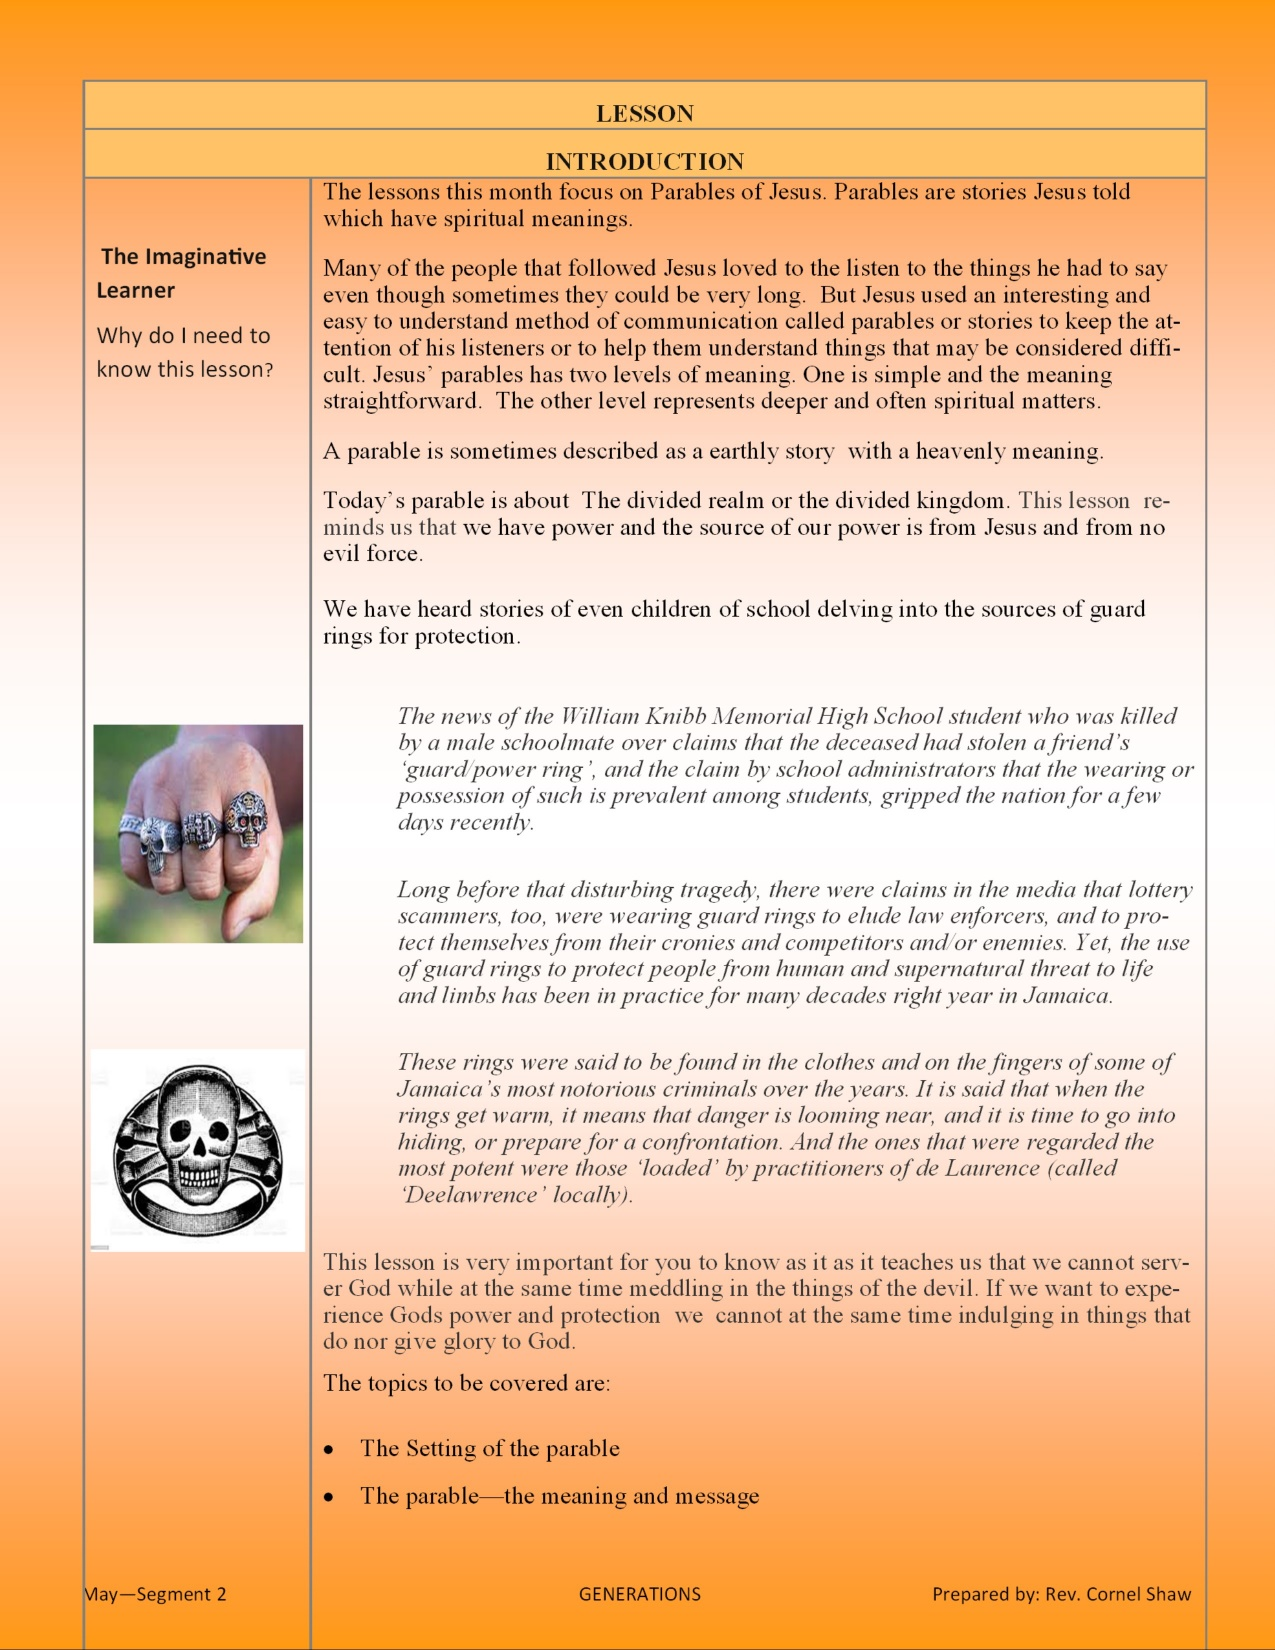 LESSON
INTRODUCTION
The Imaginative
Learner
Why do I need to
know this lesson?
The lessons this month focus on Parables of Jesus. Parables are stories Jesus told
which have spiritual meanings.
Many of the people that followed Jesus loved to the listen to the things he had to say
even though sometimes they could be very long.  But Jesus used an interesting and
easy to understand method of communication called parables or stories to keep the at-
tention of his listeners or to help them understand things that may be considered diffi-
cult. Jesus’ parables has two levels of meaning. One is simple and the meaning
straightforward.  The other level represents deeper and often spiritual matters.
A parable is sometimes described as a earthly story  with a heavenly meaning.
Today’s parable is about  The divided realm or the divided kingdom. This lesson  re-
minds us that we have power and the source of our power is from Jesus and from no
evil force.
We have heard stories of even children of school delving into the sources of guard
rings for protection.
The news of the William Knibb Memorial High School student who was killed
by a male schoolmate over claims that the deceased had stolen a friend’s
‘guard/power ring’, and the claim by school administrators that the wearing or
possession of such is prevalent among students, gripped the nation for a few
days recently.
Long before that disturbing tragedy, there were claims in the media that lottery
scammers, too, were wearing guard rings to elude law enforcers, and to pro-
tect themselves from their cronies and competitors and/or enemies. Yet, the use
of guard rings to protect people from human and supernatural threat to life
and limbs has been in practice for many decades right year in Jamaica.
These rings were said to be found in the clothes and on the fingers of some of
Jamaica’s most notorious criminals over the years. It is said that when the
rings get warm, it means that danger is looming near, and it is time to go into
hiding, or prepare for a confrontation. And the ones that were regarded the
most potent were those ‘loaded’ by practitioners of de Laurence (called
‘Deelawrence’ locally).
This lesson is very important for you to know as it as it teaches us that we cannot serv-
er God while at the same time meddling in the things of the devil. If we want to expe-
rience Gods power and protection  we  cannot at the same time indulging in things that
do nor give glory to God.
The topics to be covered are:
• The Setting of the parable
• The parable—the meaning and message
May—Segment 2
GENERATIONS
Prepared by: Rev. Cornel Shaw